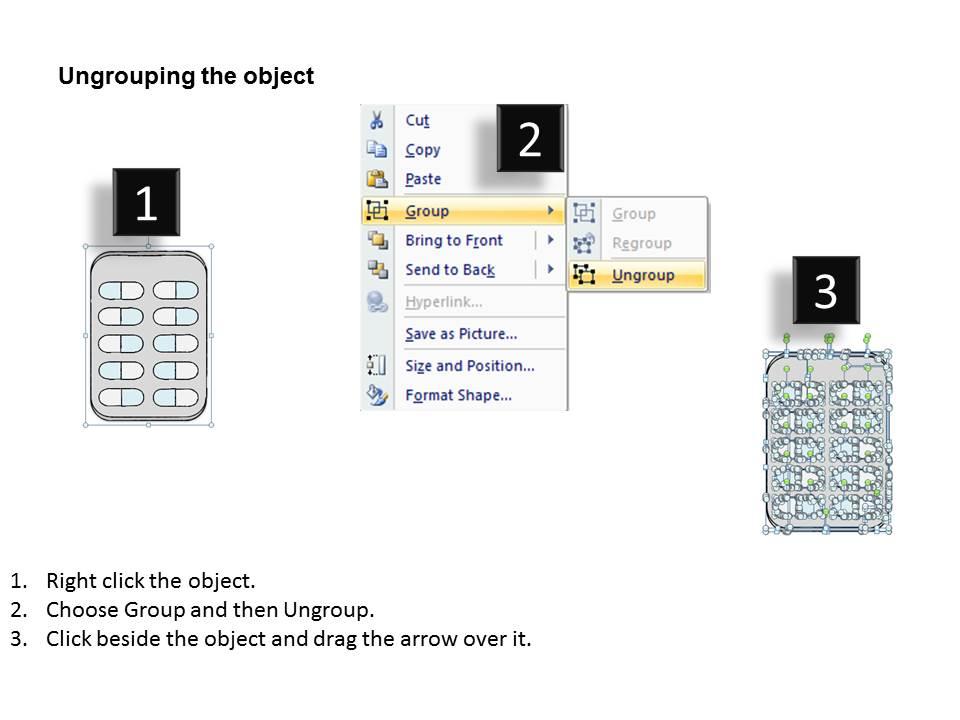 Ungrouping the object
1
2
Cut
Copy
Paste
Group
Bring to Front
Send to Back
Hyperlink...
Save as Picture...
Size and Position...
Format Shape...
Group
Regroup
Ungroup
3
1. Right click the object.
2. Choose Group and then Ungroup.
3. Click beside the object and drag the arrow over it.